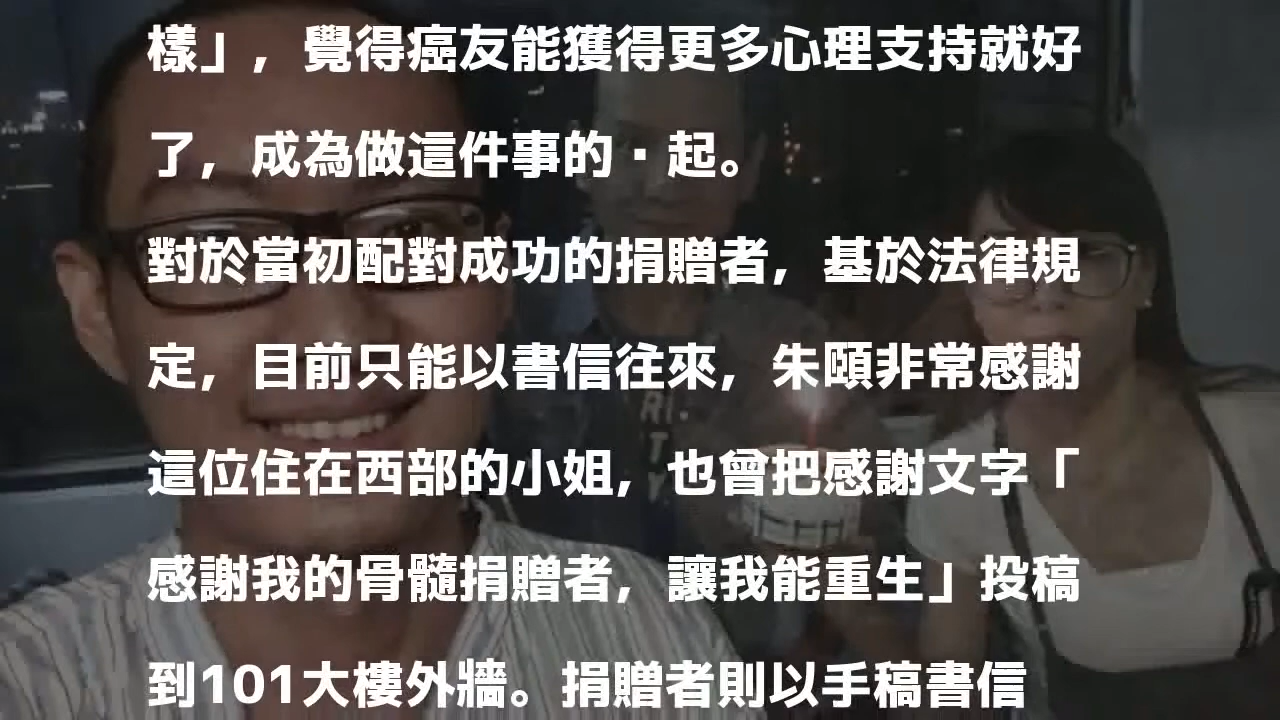 樣」，覺得癌友能獲得更多心理支持就好
了，成為做這件事的▪起。
對於當初配對成功的捐贈者，基於法律規
定，目前只能以書信往來，朱頤非常感謝
這位住在西部的小姐，也曾把感謝文字「
感謝我的骨髓捐贈者，讓我能重生」投稿
到101大樓外牆。捐贈者則以手稿書信